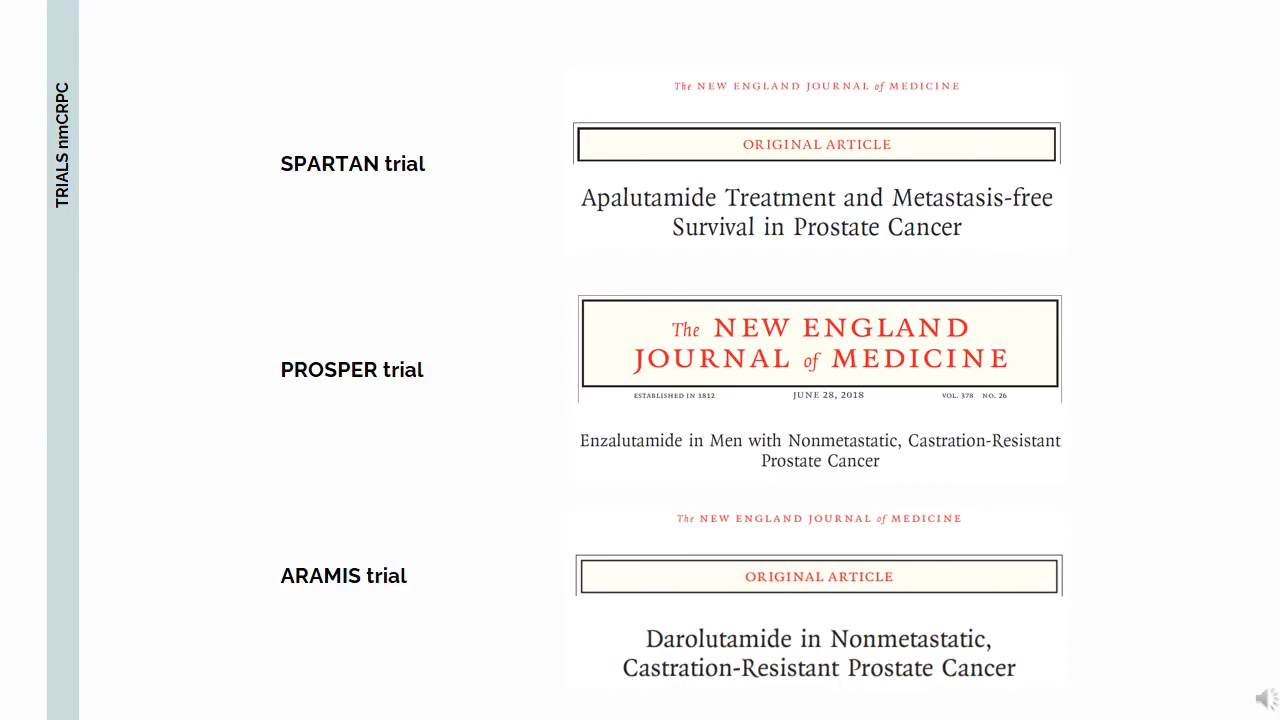 TRIALS nmCRPC
SPARTAN trial
The NEW ENGLAND JOURNAL of MEDICINE
ORIGINAL ARTICLE
Apalutamide Treatment and Metastasis-free
Survival in Prostate Cancer
PROSPER trial
The NEW ENGLAND
JOURNAL of MEDICINE
ESTABLISHED IN 1812 JUNE 28, 2018 VOL. 378 NO. 26
Enzalutamide in Men with Nonmetastatic, Castration-Resistant
Prostate Cancer
ARAMIS trial
The NEW ENGLAND JOURNAL of MEDICINE
ORIGINAL ARTICLE
Darolutamide in Nonmetastatic,
Castration-Resistant Prostate Cancer